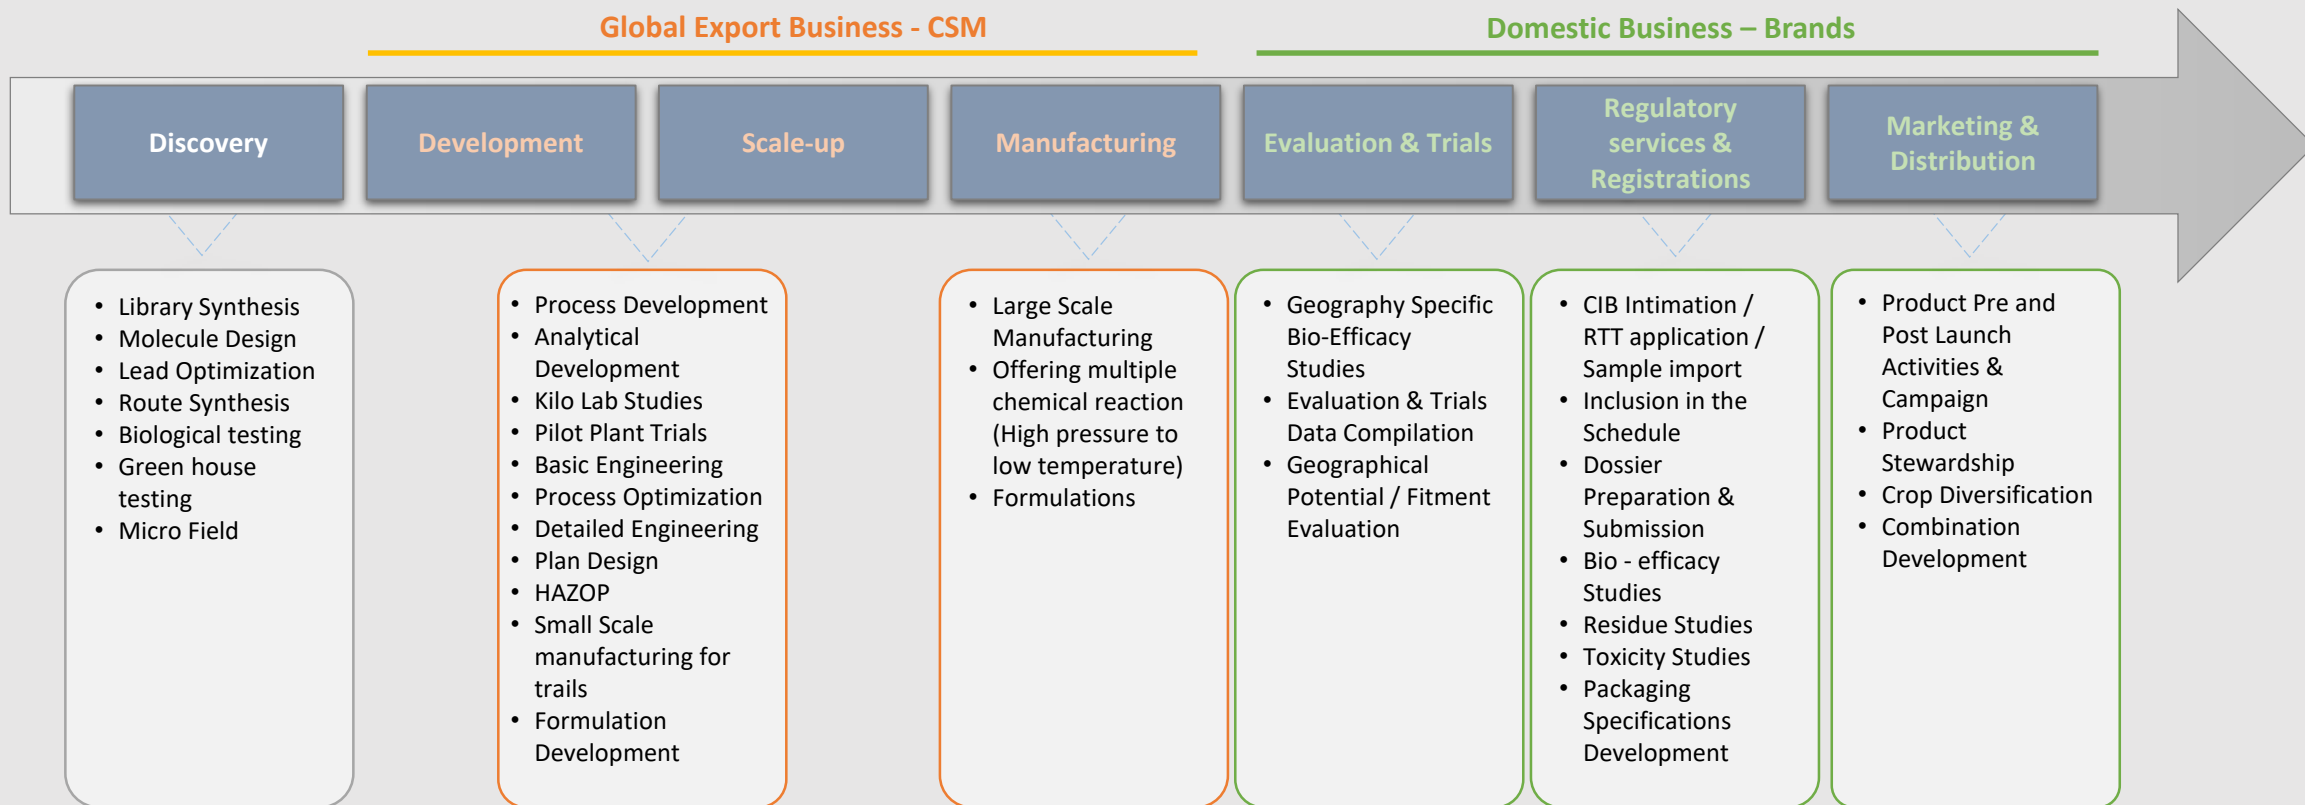 Global Export Business - CSM
Domestic Business – Brands
Discovery
Development
Scale-up
Manufacturing
Evaluation & Trials
Regulatory
services &
Registrations
Marketing &
Distribution
• Library Synthesis
• Molecule Design
• Lead Optimization
• Route Synthesis
• Biological testing
• Green house
testing
• Micro Field
• Process Development
• Analytical
Development
• Kilo Lab Studies
• Pilot Plant Trials
• Basic Engineering
• Process Optimization
• Detailed Engineering
• Plan Design
• HAZOP
• Small Scale
manufacturing for
trails
• Formulation
Development
• Large Scale
Manufacturing
• Offering multiple
chemical reaction
(High pressure to
low temperature)
• Formulations
• Geography Specific
Bio-Efficacy
Studies
• Evaluation & Trials
Data Compilation
• Geographical
Potential / Fitment
Evaluation
• CIB Intimation /
RTT application /
Sample import
• Inclusion in the
Schedule
• Dossier
Preparation &
Submission
• Bio - efficacy
Studies
• Residue Studies
• Toxicity Studies
• Packaging
Specifications
Development
• Product Pre and
Post Launch
Activities &
Campaign
• Product
Stewardship
• Crop Diversification
• Combination
Development